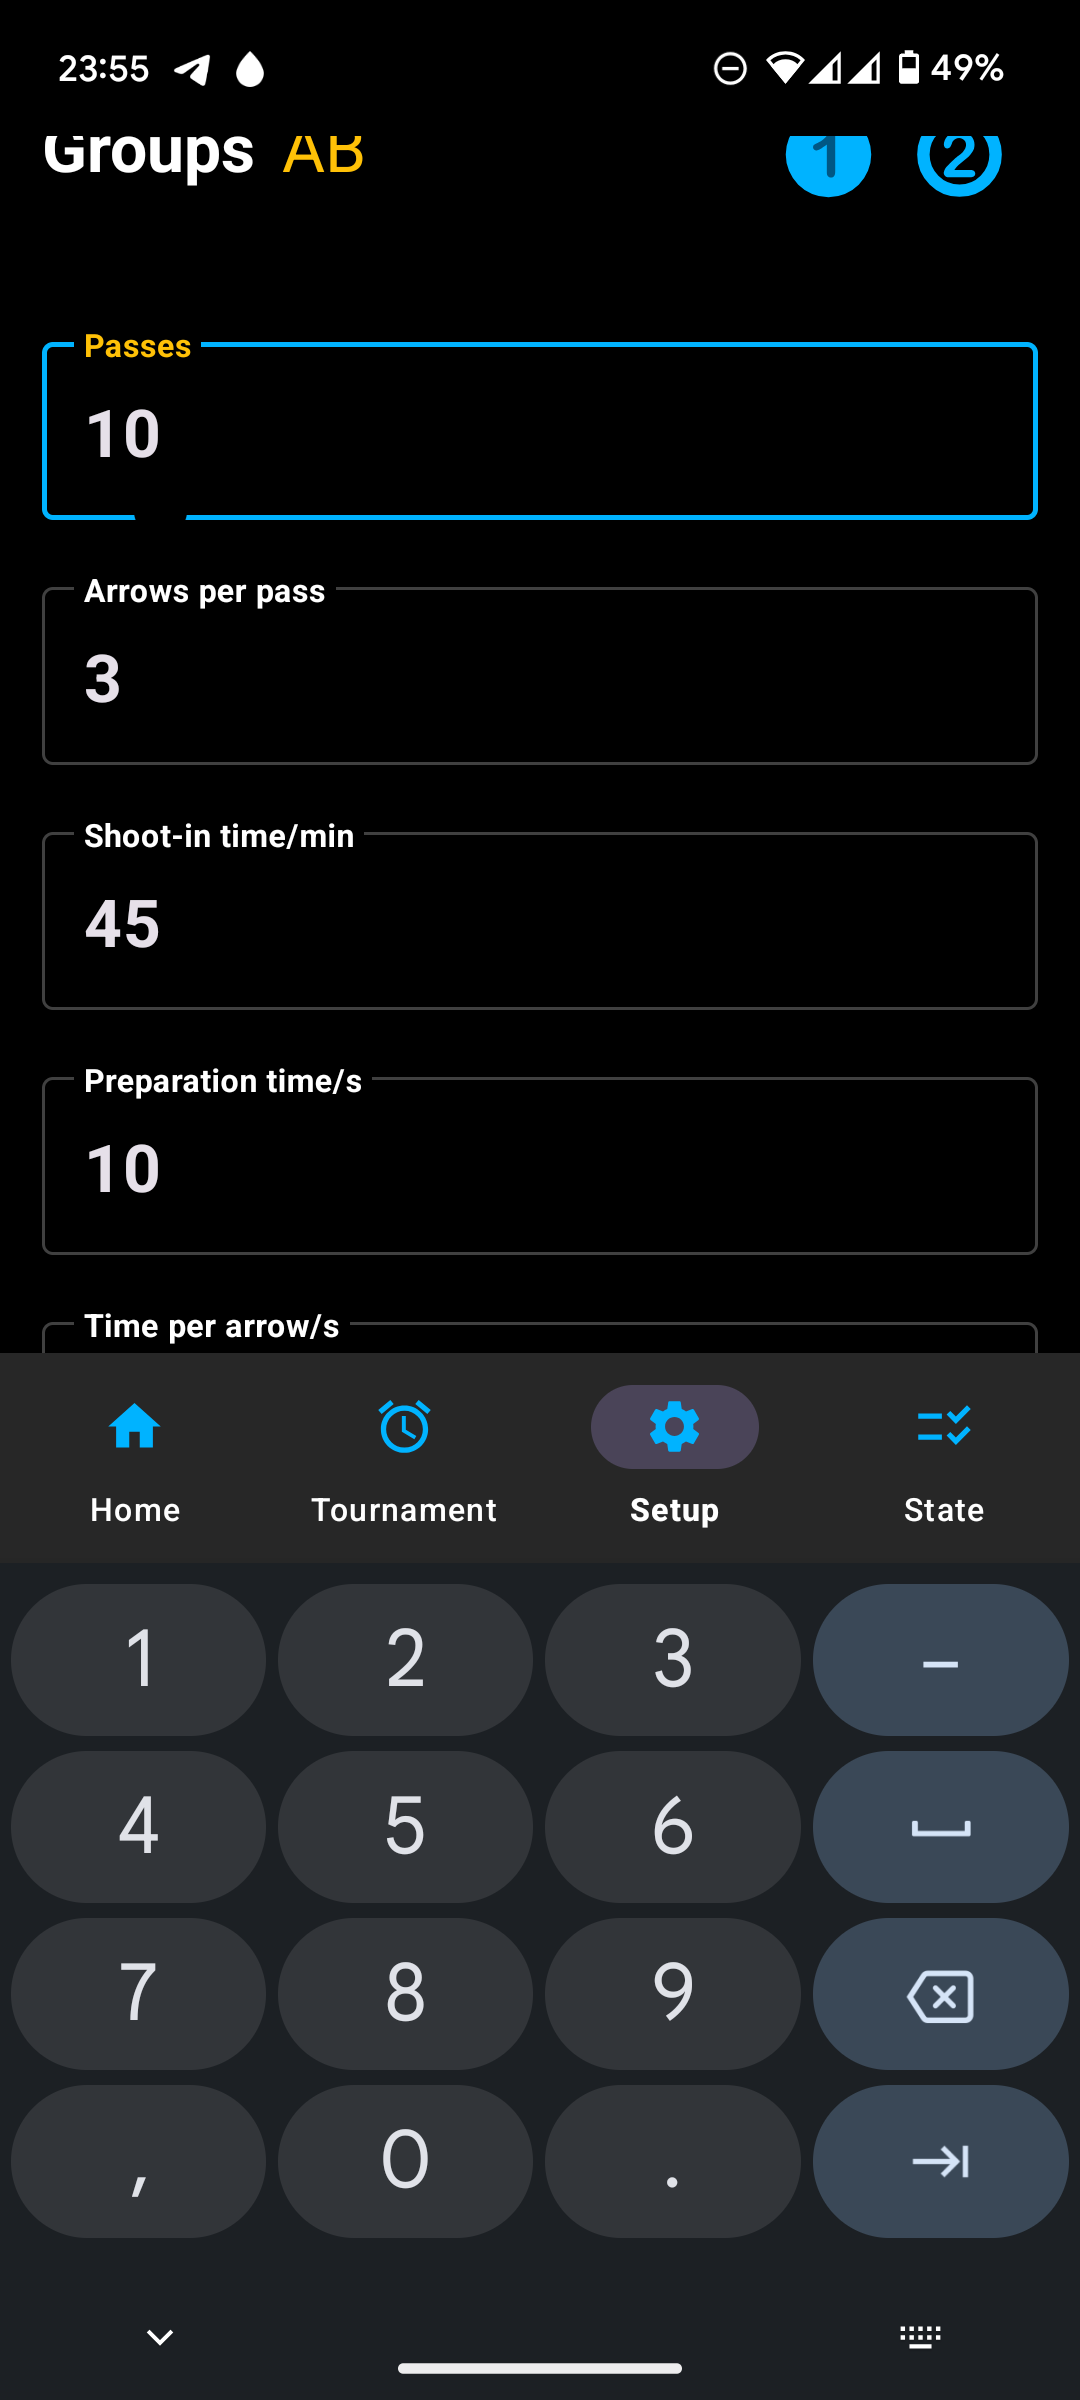 23:55 49%
Groups AB 1 2
Passes
10
Arrows per pass
3
Shoot-in time/min
45
Preparation time/s
10
Time per arrow/s
Home Tournament Setup State
1 2 3 –
4 5 6
7 8 9
, 0 .